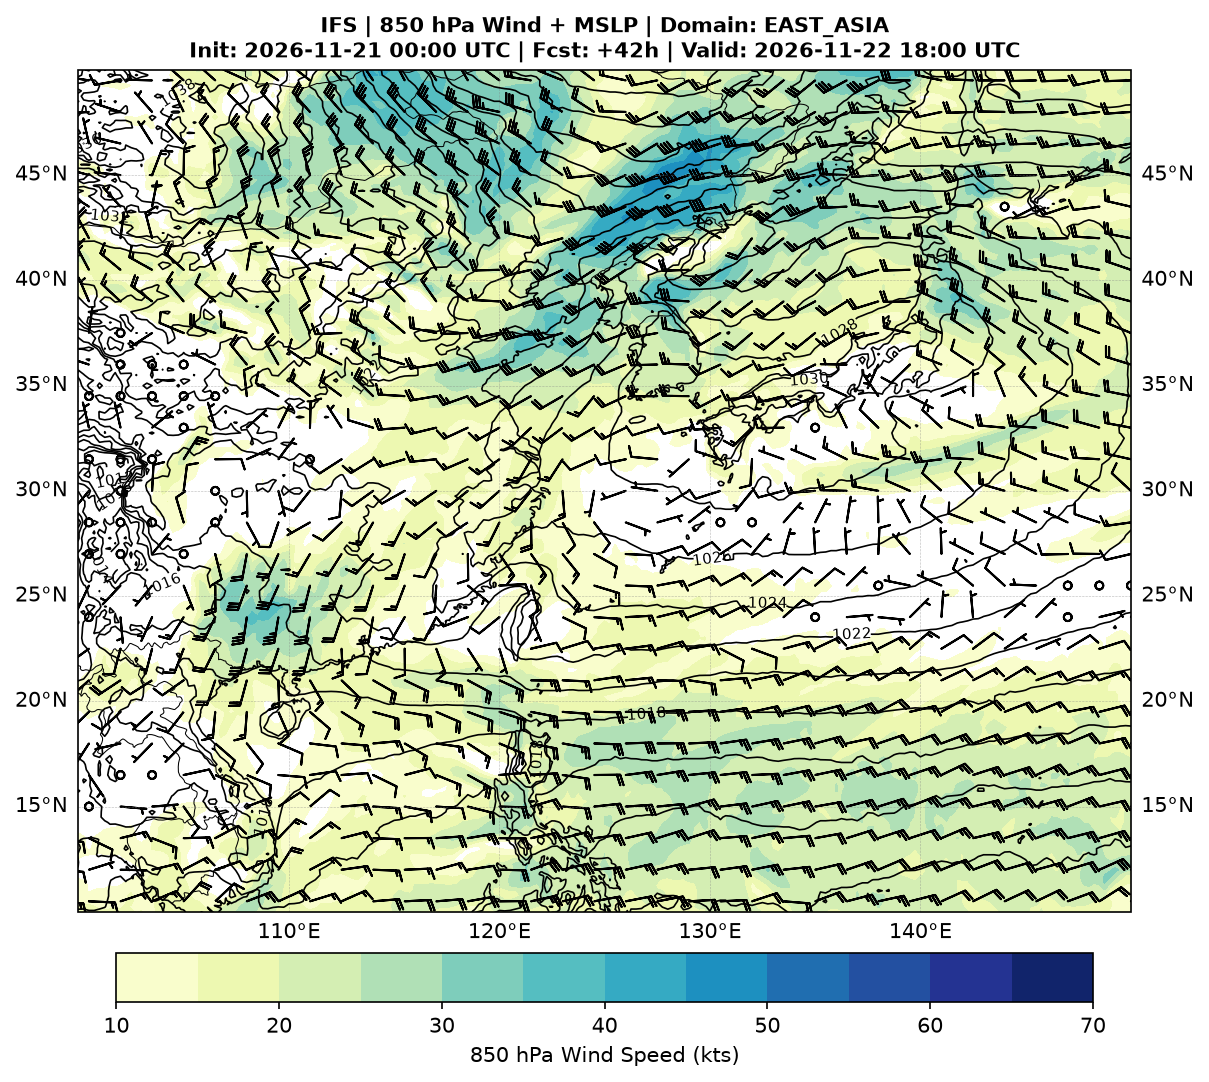 IFS | 850 hPa Wind + MSLP | Domain: EAST_ASIA
Init: 2026-11-21 00:00 UTC | Fcst: +42h | Valid: 2026-11-22 18:00 UTC
45°N 45°N
40°N 40°N
1028
1030
35°N 35°N
30°N 30°N
1016
25°N 1024 25°N
1022
20°N 20°N
1018
1018
15°N 15°N
110°E 120°E 130°E 140°E
10 20 30 40 50 60 70
850 hPa Wind Speed (kts)